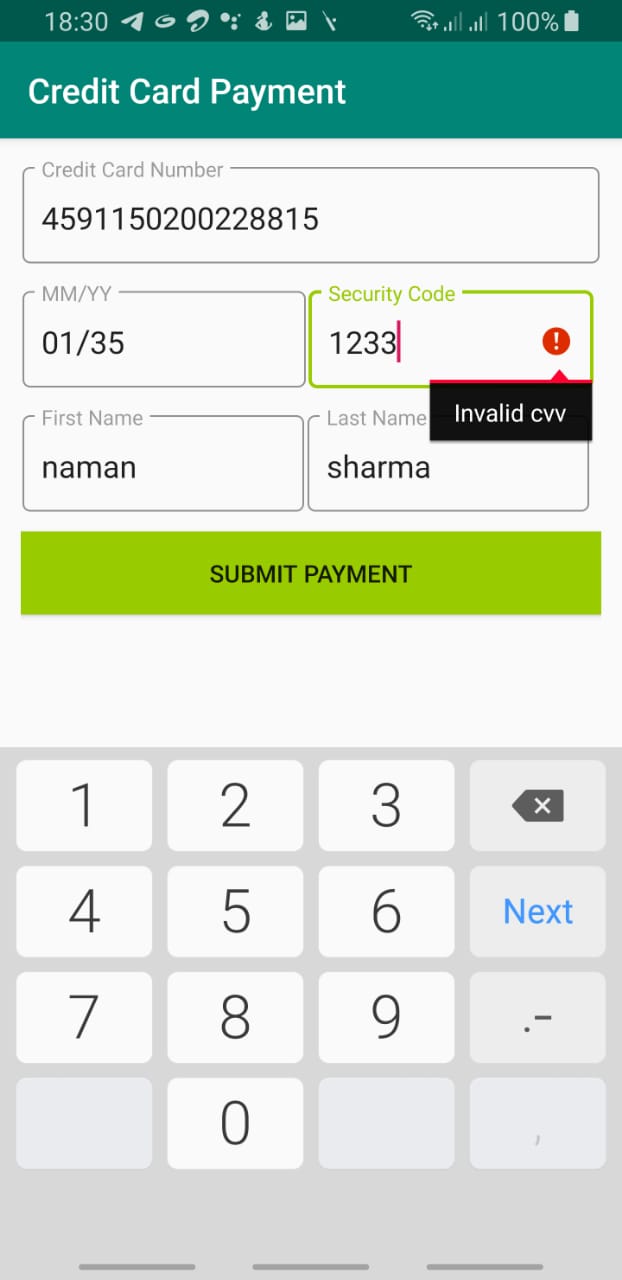 18:30 100%
Credit Card Payment
Credit Card Number
4591150200228815
MM/YY Security Code
01/35 1233
Invalid cvv
First Name Last Name
naman sharma
SUBMIT PAYMENT
1 2 3
4 5 6 Next
7 8 9 .-
0 ,